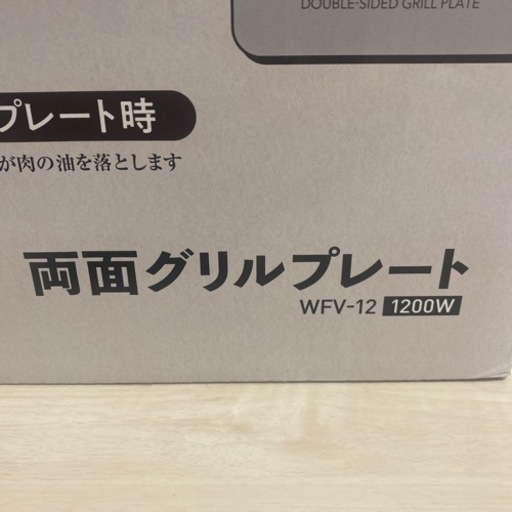 DOUBLE-SIDED GRILL PLATE
プレート時
が肉の油を落とします
両面グリルプレート
WFV-12 1200W